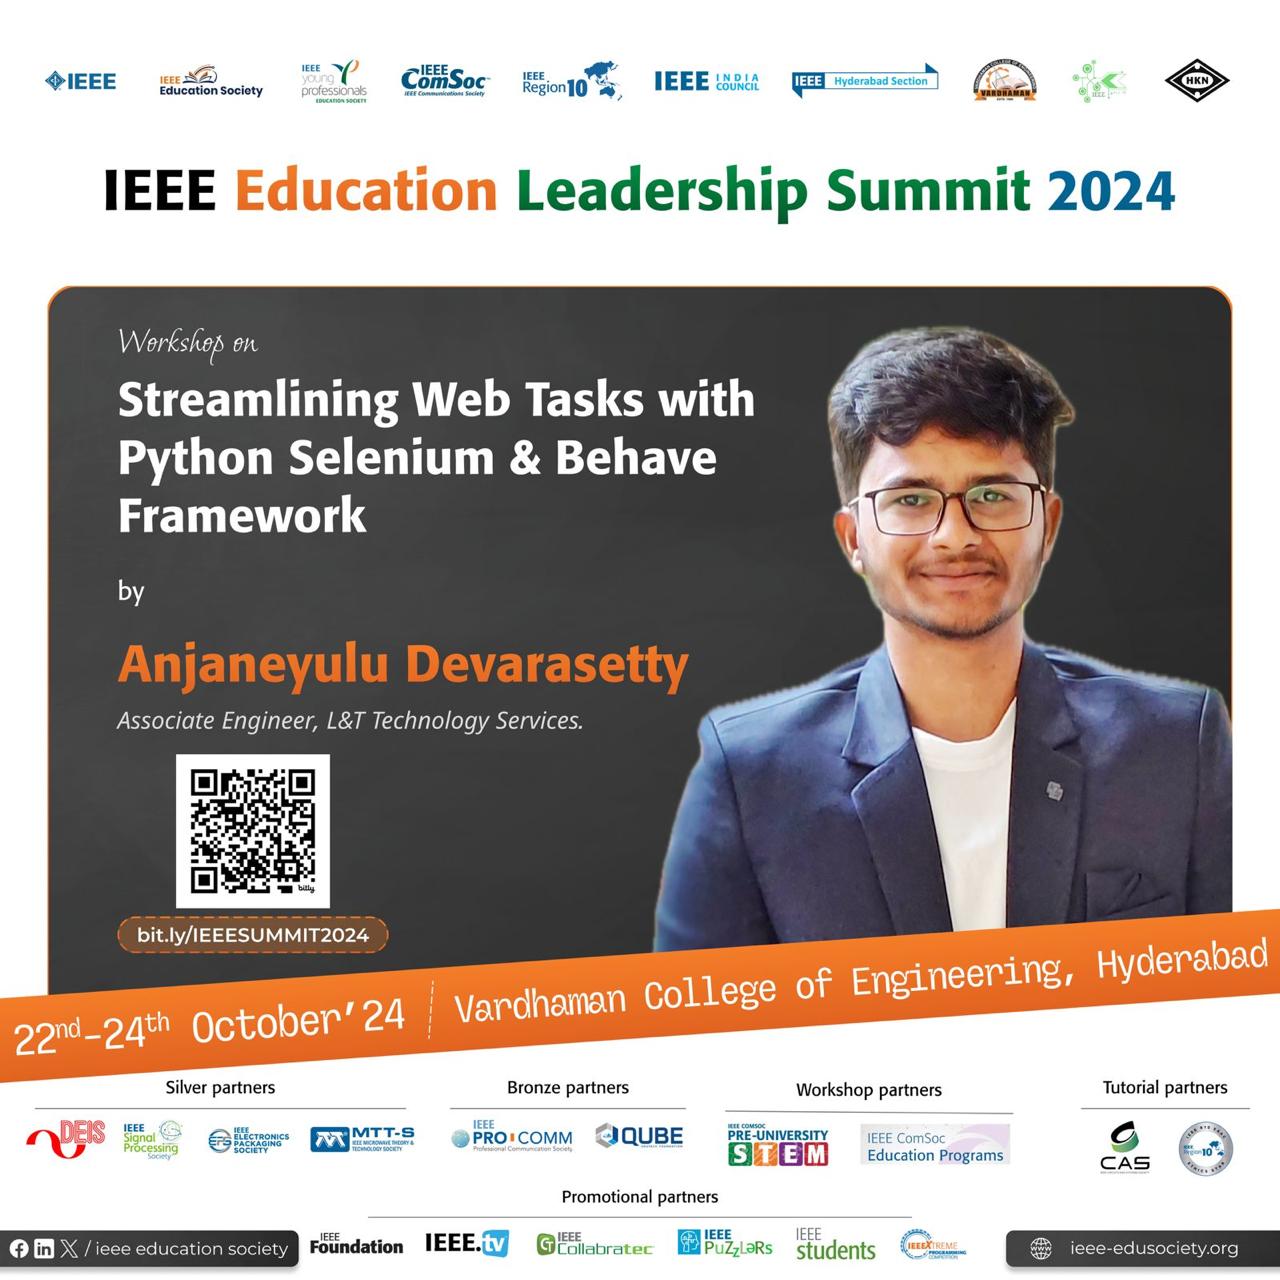 IEEE
IEEE Education Society
IEEE young professionals EDUCATION SOCIETY
IEEE ComSoc IEEE Communications Society
IEEE Region 10
IEEE INDIA COUNCIL
IEEE Hyderabad Section
VARDHAMAN
IEEE
HKN
IEEE Education Leadership Summit 2024
Workshop on
Streamlining Web Tasks with
Python Selenium & Behave
Framework
by
Anjaneyulu Devarasetty
Associate Engineer, L&T Technology Services.
bitly
bit.ly/IEEESUMMIT2024
22nd-24th October'24
Vardhaman College of Engineering, Hyderabad
Silver partners
DEIS
IEEE Signal Processing Society
EPS IEEE ELECTRONICS PACKAGING SOCIETY
MTT-S IEEE MICROWAVE THEORY & TECHNOLOGY SOCIETY
Bronze partners
IEEE PRO COMM Professional Communication Society
QUBE
Workshop partners
IEEE COMSOC PRE-UNIVERSITY STEM
IEEE ComSoc Education Programs
Tutorial partners
CAS
IEEE Region 10
Promotional partners
/ ieee education society
IEEE Foundation
IEEE.tv
IEEE Collabratec
IEEE PuZzLəRs
IEEE students
IEEEXTREME PROGRAMMING COMPETITION
ieee-edusociety.org